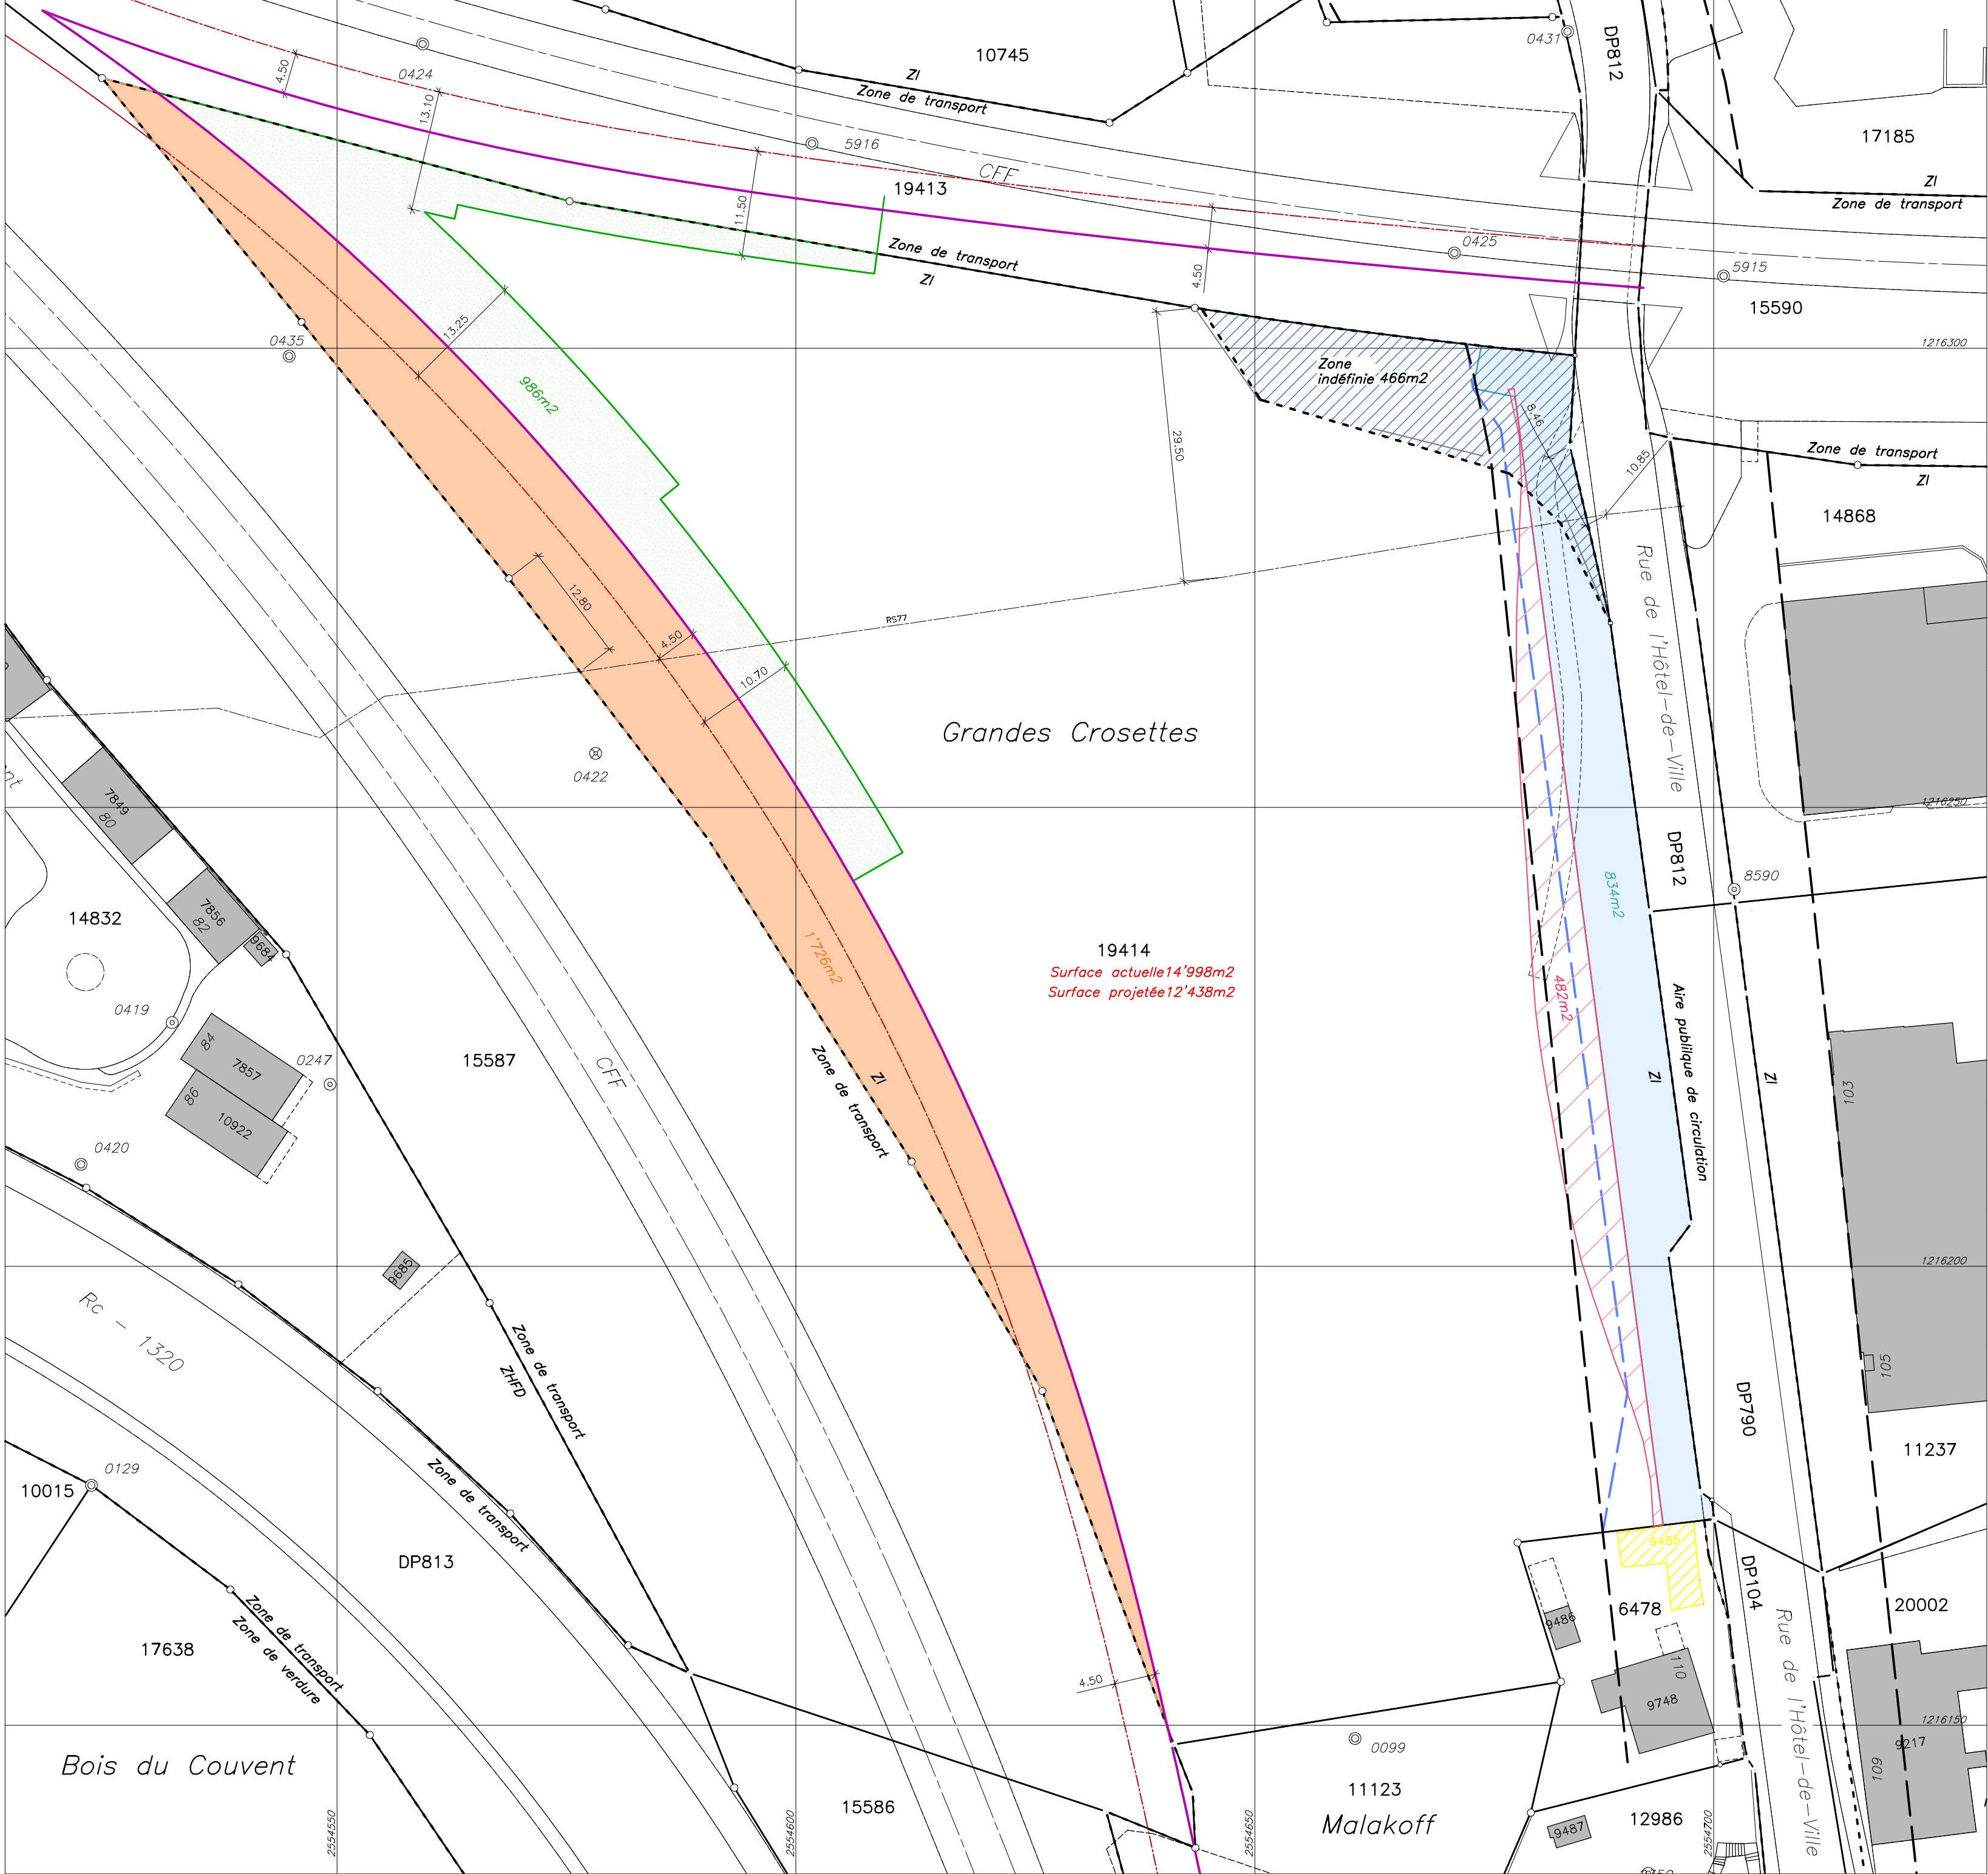 10745
ZI
Zone de transport
0431
DP812
17185
ZI
Zone de transport
4.50
0424
13.10
5916
CFF
19413
11.50
Zone de transport
ZI
0425
4.50
5915
15590
1216300
0435
13.25
986m2
Zone
indéfinie 466m2
29.50
8.46
10.85
Zone de transport
ZI
14868
Rue de l'Hôtel-de-Ville
12.80
4.50
RS77
10.70
Grandes Crosettes
0422
7849
80
7856
82
9684
14832
0419
84
7857
0247
86
10922
0420
15587
CFF
1'726m2
19414
Surface actuelle14'998m2
Surface projetée12'438m2
834m2
482m2
DP812
8590
1216250
Aire publilque de circulation
ZI
ZI
103
ZI
Zone de transport
1216200
9685
Rc - 1320
Zone de transport
ZHFD
105
DP790
11237
10015
0129
Zone de transport
DP813
9485
DP104
6478
9486
20002
110
9748
Rue de l'Hôtel-de-Ville
Zone de transport
Zone de verdure
17638
4.50
1216150
9217
109
0099
11123
Malakoff
Bois du Couvent
15586
9487
12986
2554550
2554600
2554650
2554700